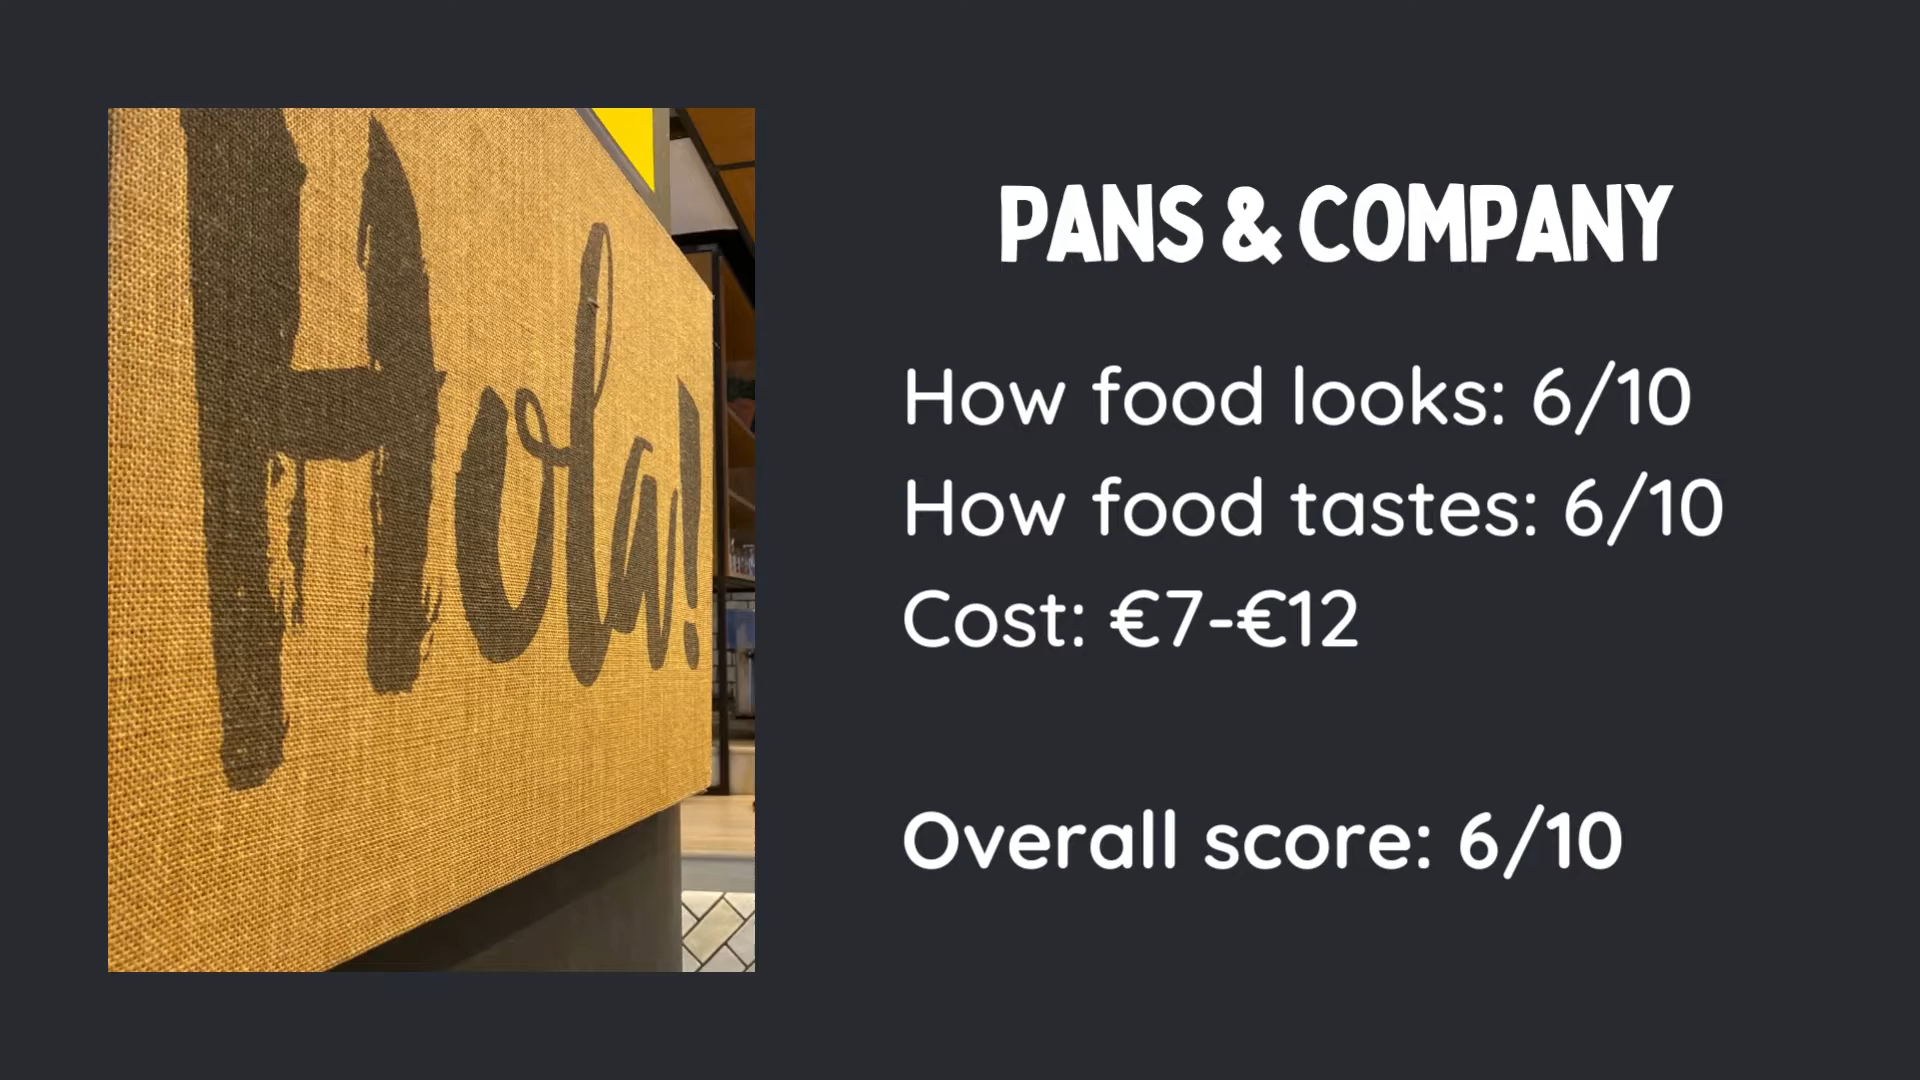 Hola!
PANS & COMPANY
How food looks: 6/10
How food tastes: 6/10
Cost: €7-€12
Overall score: 6/10